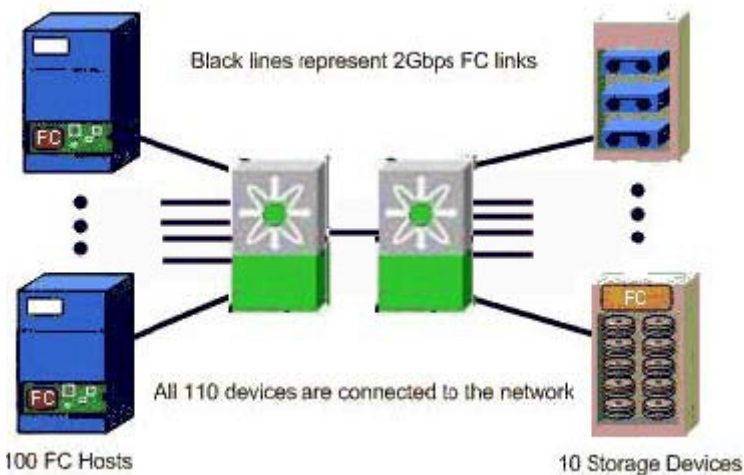 Black lines represent 2Gbps FC links
FC
FC
FC
All 110 devices are connected to the network
100 FC Hosts
10 Storage Devices